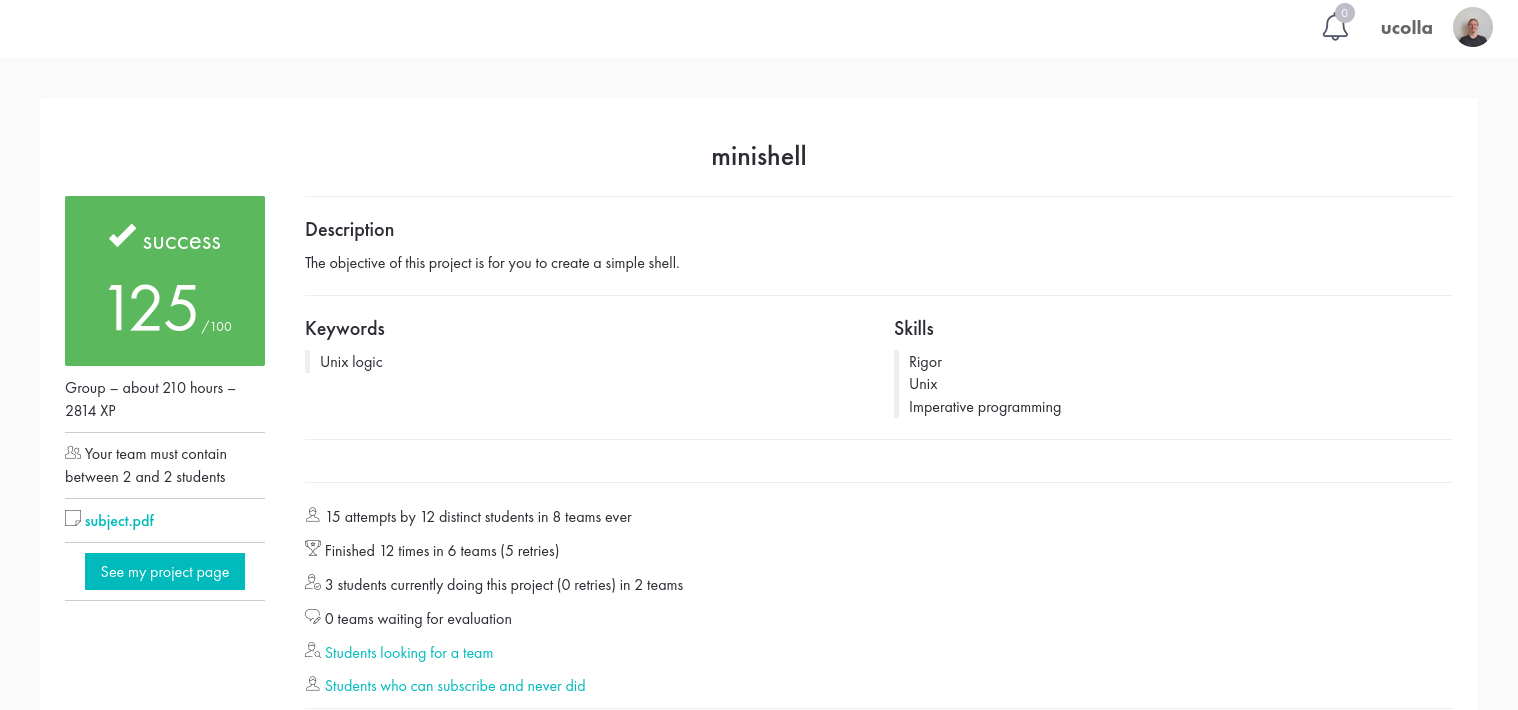 0
ucolla
minishell
success
125 /100
Group – about 210 hours –
2814 XP
Your team must contain
between 2 and 2 students
subject.pdf
See my project page
Description
The objective of this project is for you to create a simple shell.
Keywords
Unix logic
Skills
Rigor
Unix
Imperative programming
15 attempts by 12 distinct students in 8 teams ever
Finished 12 times in 6 teams (5 retries)
3 students currently doing this project (0 retries) in 2 teams
0 teams waiting for evaluation
Students looking for a team
Students who can subscribe and never did